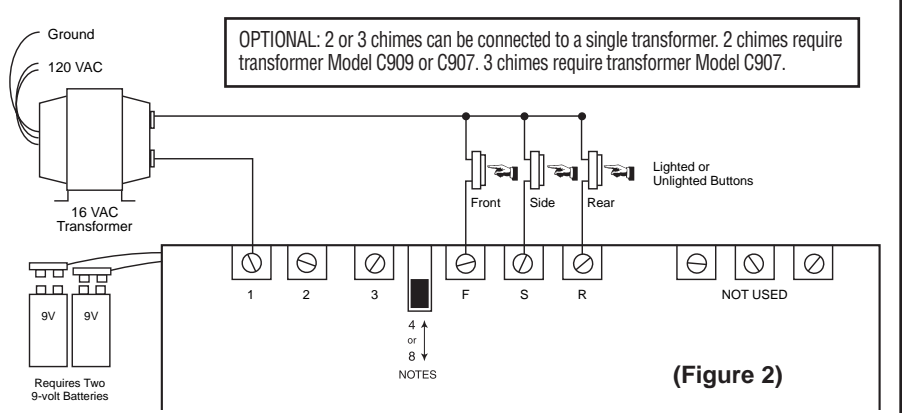 Ground
120 VAC
OPTIONAL: 2 or 3 chimes can be connected to a single transformer. 2 chimes require
transformer Model C909 or C907. 3 chimes require transformer Model C907.
Front
Side
Rear
Lighted or
Unlighted Buttons
16 VAC
Transformer
1
2
3
F
S
R
NOT USED
9V
9V
4
or
8
NOTES
Requires Two
9-volt Batteries
(Figure 2)